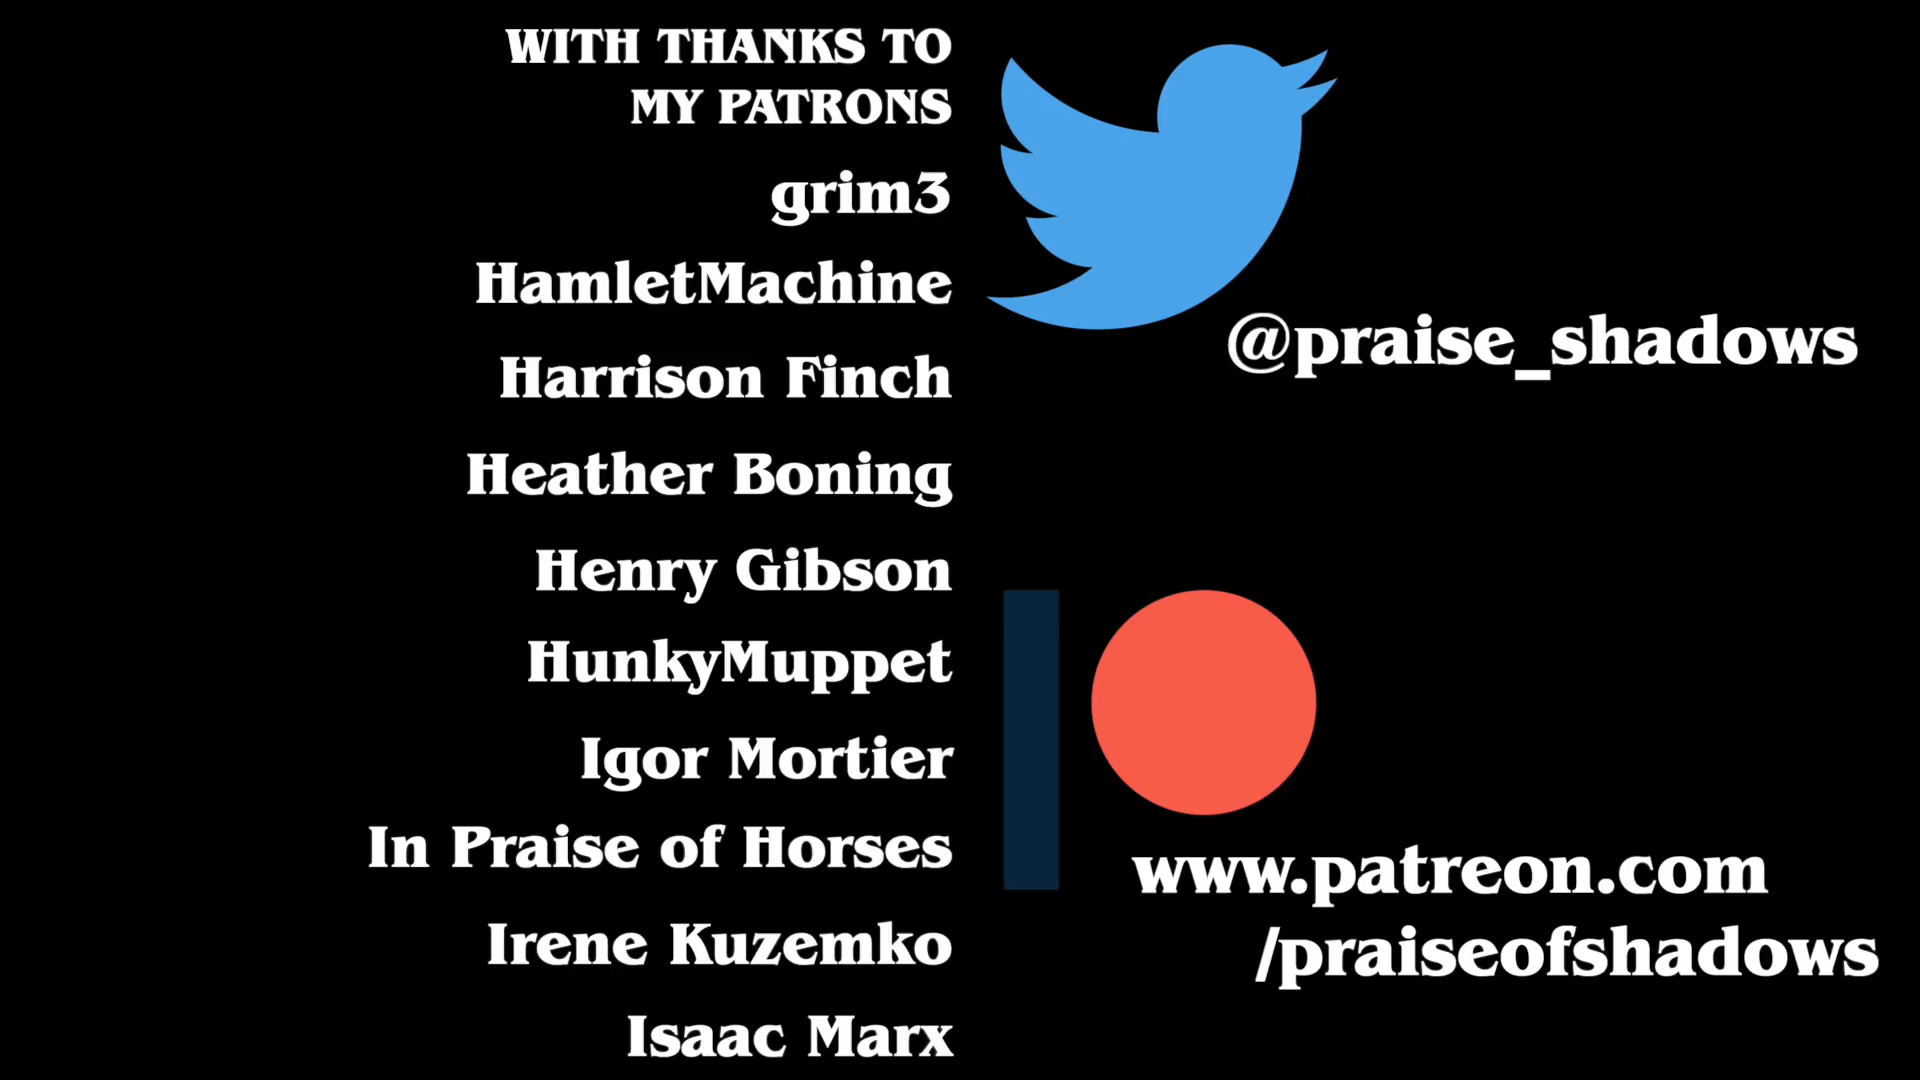 WITH THANKS TO
MY PATRONS
grim3
HamletMachine
Harrison Finch
Heather Boning
Henry Gibson
HunkyMuppet
Igor Mortier
In Praise of Horses
Irene Kuzemko
Isaac Marx
@praise_shadows
www.patreon.com
/praiseofshadows